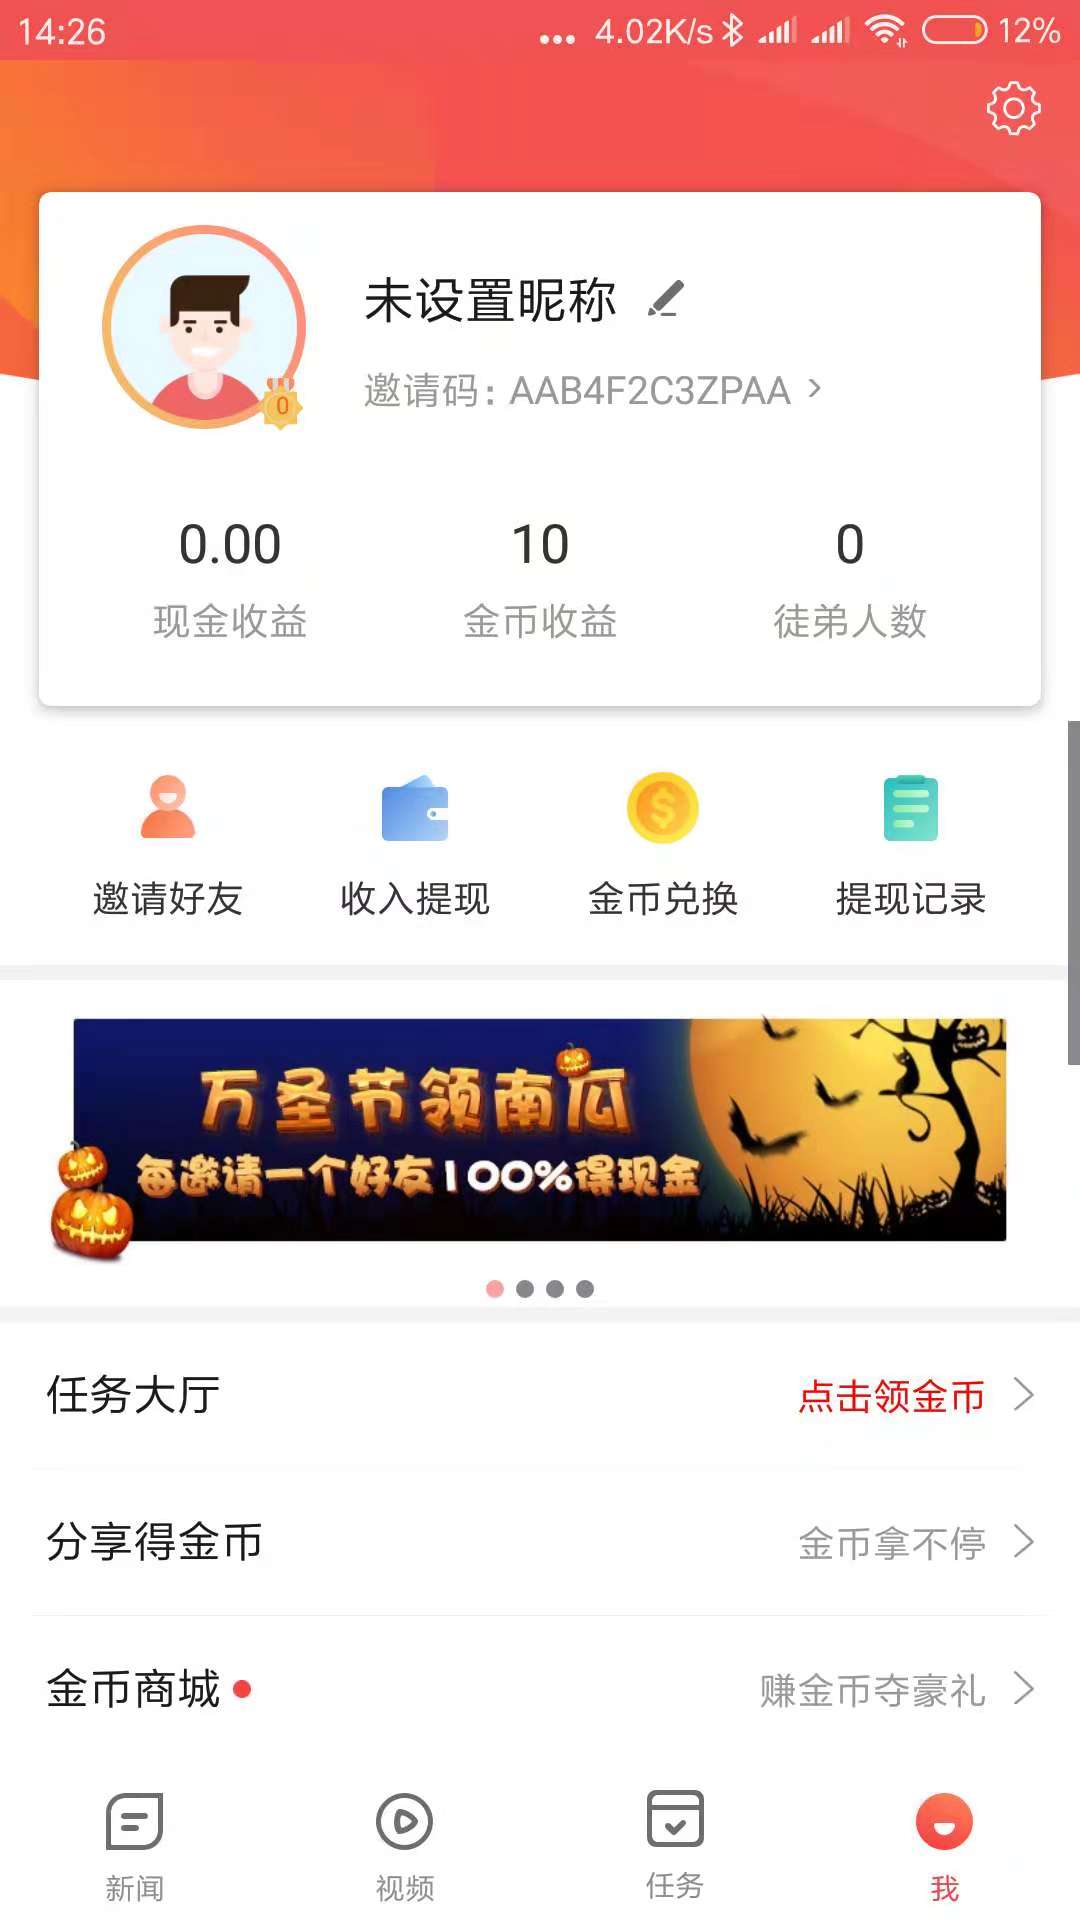 14:26 ... 4.02K/s 12%
未设置昵称
邀请码: AAB4F2C3ZPAA >
0
0.00 10 0
现金收益 金币收益 徒弟人数
邀请好友 收入提现 金币兑换 提现记录
万圣节领南瓜
每邀请一个好友100%得现金
任务大厅 点击领金币
分享得金币 金币拿不停
金币商城 赚金币夺豪礼
新闻 视频 任务 我